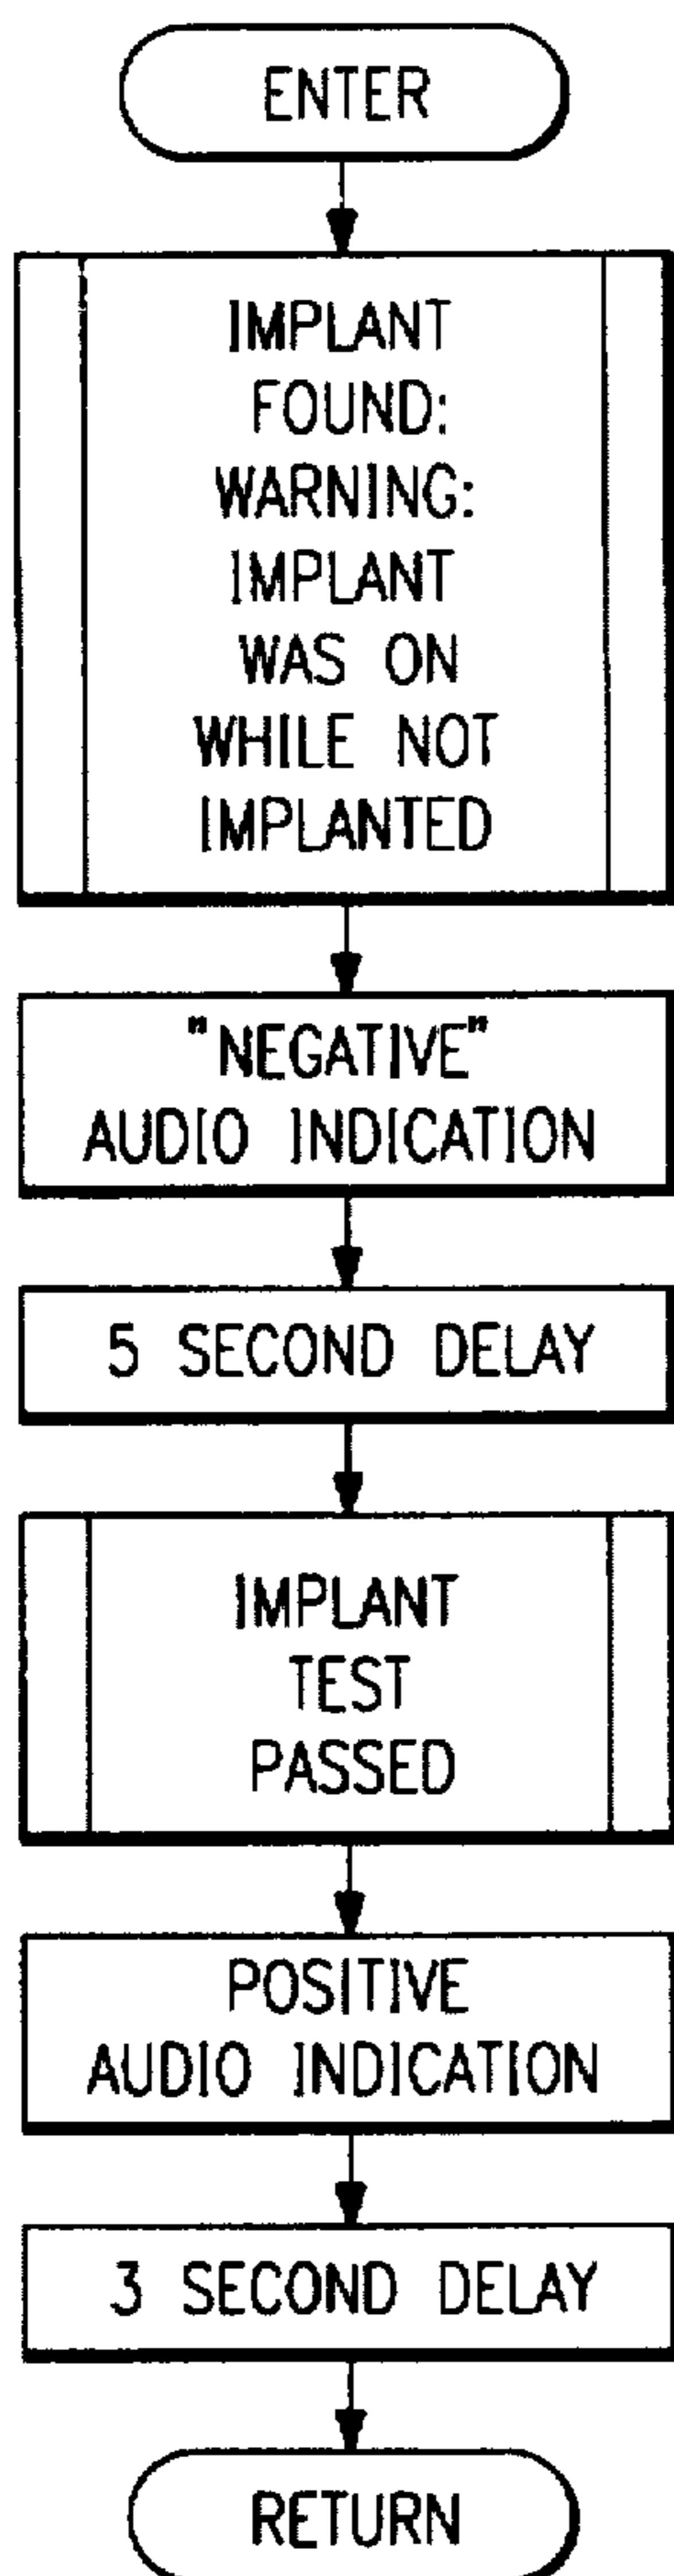 ENTER
IMPLANT
FOUND:
WARNING:
IMPLANT
WAS ON
WHILE NOT
IMPLANTED
"NEGATIVE"
AUDIO INDICATION
5 SECOND DELAY
IMPLANT
TEST
PASSED
POSITIVE
AUDIO INDICATION
3 SECOND DELAY
RETURN